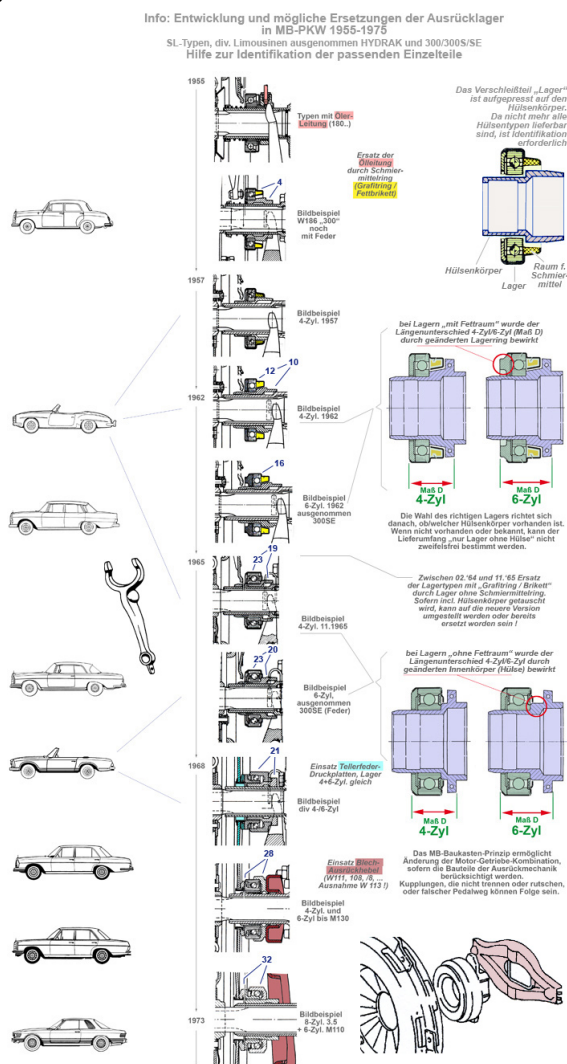 Info: Entwicklung und mögliche Ersetzungen der Ausrücklager
in MB-PKW 1955-1975
SL-Typen, div. Limousinen ausgenommen HYDRAK und 300/300S/SE
Hilfe zur Identifikation der passenden Einzelteile
1955
Typen mit Öler-
Leitung (180..)
Das Verschleißteil „Lager“
ist aufgepresst auf den
Hülsenkörper.
Da nicht mehr alle
Hülsentypen lieferbar
sind, ist Identifikation
erforderlich
Ersatz der
Ölleitung
durch Schmier-
mittelring
(Grafitring /
Fettbrikett)
4
Bildbeispiel
W186 „300“
noch
mit Feder
Hülsenkörper
Lager
Raum f.
Schmier-
mittel
1957
Bildbeispiel
4-Zyl. 1957
bei Lagern „mit Fettraum“ wurde der
Längenunterschied 4-Zyl/6-Zyl (Maß D)
durch geänderten Lagerring bewirkt
12
10
1962
Bildbeispiel
4-Zyl. 1962
Maß D
4-Zyl
Maß D
6-Zyl
16
Bildbeispiel
6-Zyl. 1962
ausgenommen
300SE
Die Wahl des richtigen Lagers richtet sich
danach, ob/welcher Hülsenkörper vorhanden ist.
Wenn nicht vorhanden oder bekannt, kann der
Lieferumfang „nur Lager ohne Hülse“ nicht
zweifelsfrei bestimmt werden.
1965
23
19
Zwischen 02.‘64 und 11.‘65 Ersatz
der Lagertypen mit „Grafitring / Brikett“
durch Lager ohne Schmiermittelring.
Sofern incl. Hülsenkörper getauscht
wird, kann auf die neuere Version
umgestellt werden oder bereits
ersetzt worden sein !
Bildbeispiel
4-Zyl. 11.1965
23
20
bei Lagern „ohne Fettraum“ wurde der
Längenunterschied 4-Zyl/6-Zyl durch
geänderten Innenkörper (Hülse) bewirkt
Bildbeispiel
6-Zyl,
ausgenommen
300SE (Feder)
21
1968
Einsatz Tellerfeder-
Druckplatten, Lager
4+6-Zyl. gleich
Bildbeispiel
div 4-/6-Zyl
Maß D
4-Zyl
Maß D
6-Zyl
28
Einsatz Blech-
Ausrückhebel
(W111, 108, /8, ...
Ausnahme W 113 !)
Bildbeispiel
4-Zyl. und
6-Zyl bis M130
Das MB-Baukasten-Prinzip ermöglicht
Änderung der Motor-Getriebe-Kombination,
sofern die Bauteile der Ausrückmechanik
berücksichtigt werden.
Kupplungen, die nicht trennen oder rutschen,
oder falscher Pedalweg können Folge sein.
32
1973
Bildbeispiel
8-Zyl. 3.5
+ 6-Zyl. M110